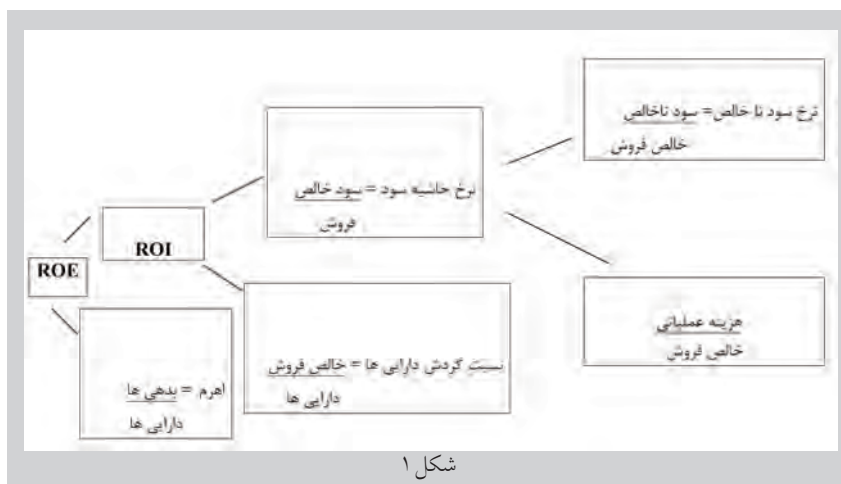 نرخ سود نا خالص = سود ناخالص
خالص فروش
نرخ حاشیه سود = سود خالص
فروش
ROI
ROE
هزینه عملیاتی
خالص فروش
نسبت گردش دارایی ها = خالص فروش
دارایی ها
اهرم = بدهی ها
دارایی ها
شکل ۱